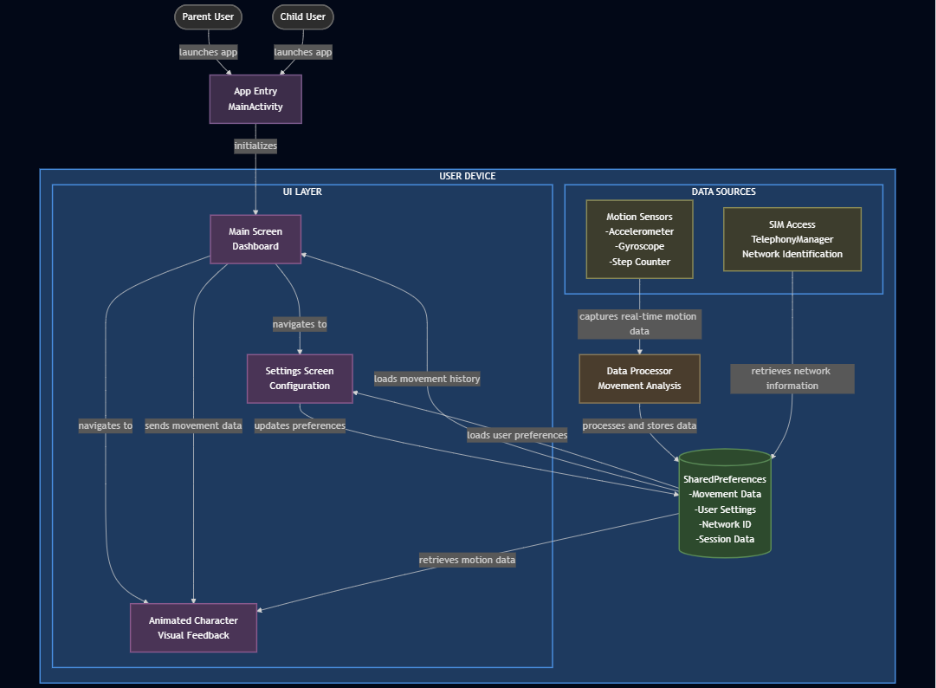 Parent User
Child User
launches app
launches app
App Entry
MainActivity
initializes
USER DEVICE
UI LAYER
DATA SOURCES
Main Screen
Dashboard
Motion Sensors
-Accelerometer
-Gyroscope
-Step Counter
SIM Access
TelephonyManager
Network Identification
navigates to
captures real-time motion
data
Settings Screen
Configuration
loads movement history
Data Processor
Movement Analysis
retrieves network
information
navigates to
sends movement data
updates preferences
loads user preferences
processes and stores data
SharedPreferences
-Movement Data
-User Settings
-Network ID
-Session Data
retrieves motion data
Animated Character
Visual Feedback